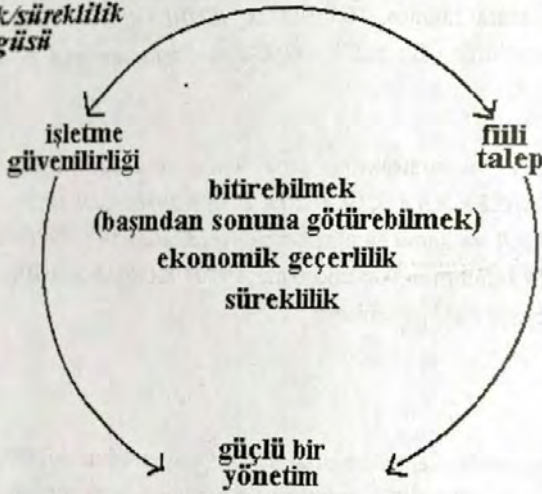 k/süreklilik
güsü
işletme
güvenilirliği
fiili
talep
bitirebilmek
(başından sonuna götürebilmek)
ekonomik geçerlilik
süreklilik
güçlü bir
yönetim